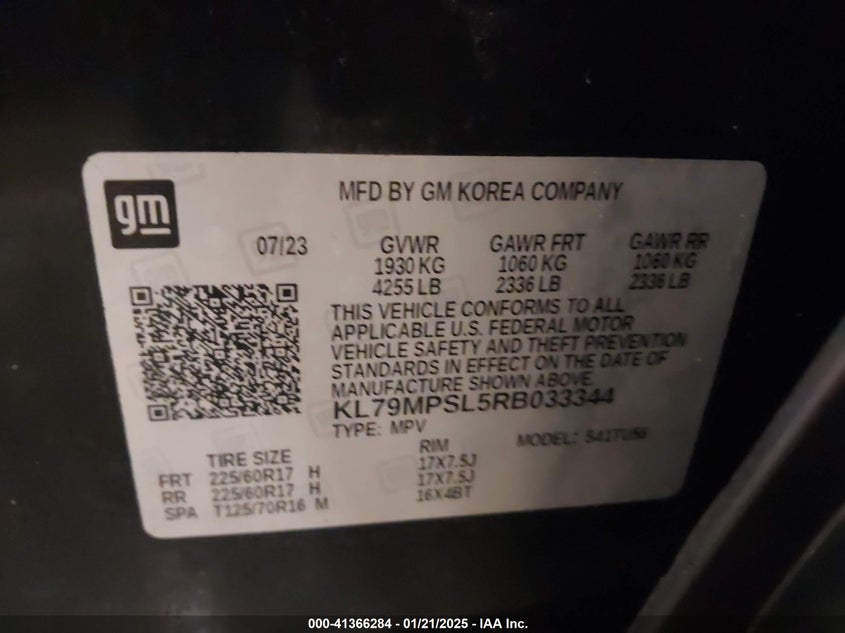 gm
MFD BY GM KOREA COMPANY
07/23 GVWR GAWR FRT GAWR RR
1930 KG 1060 KG 1060 KG
4255 LB 2336 LB 2336 LB
THIS VEHICLE CONFORMS TO ALL
APPLICABLE U.S. FEDERAL MOTOR
VEHICLE SAFETY AND THEFT PREVENTION
STANDARDS IN EFFECT ON THE DATE OF
MANUFACTURE SHOWN ABOVE.
KL79MPSL5RB033344
TYPE: MPV MODEL:
TIRE SIZE RIM
FRT 225/60R17 H 17X7.5J
RR 225/60R17 H 17X7.5J
SPA T125/70R16 M 16X4BT
000-41366284 - 01/21/2025 - IAA Inc.